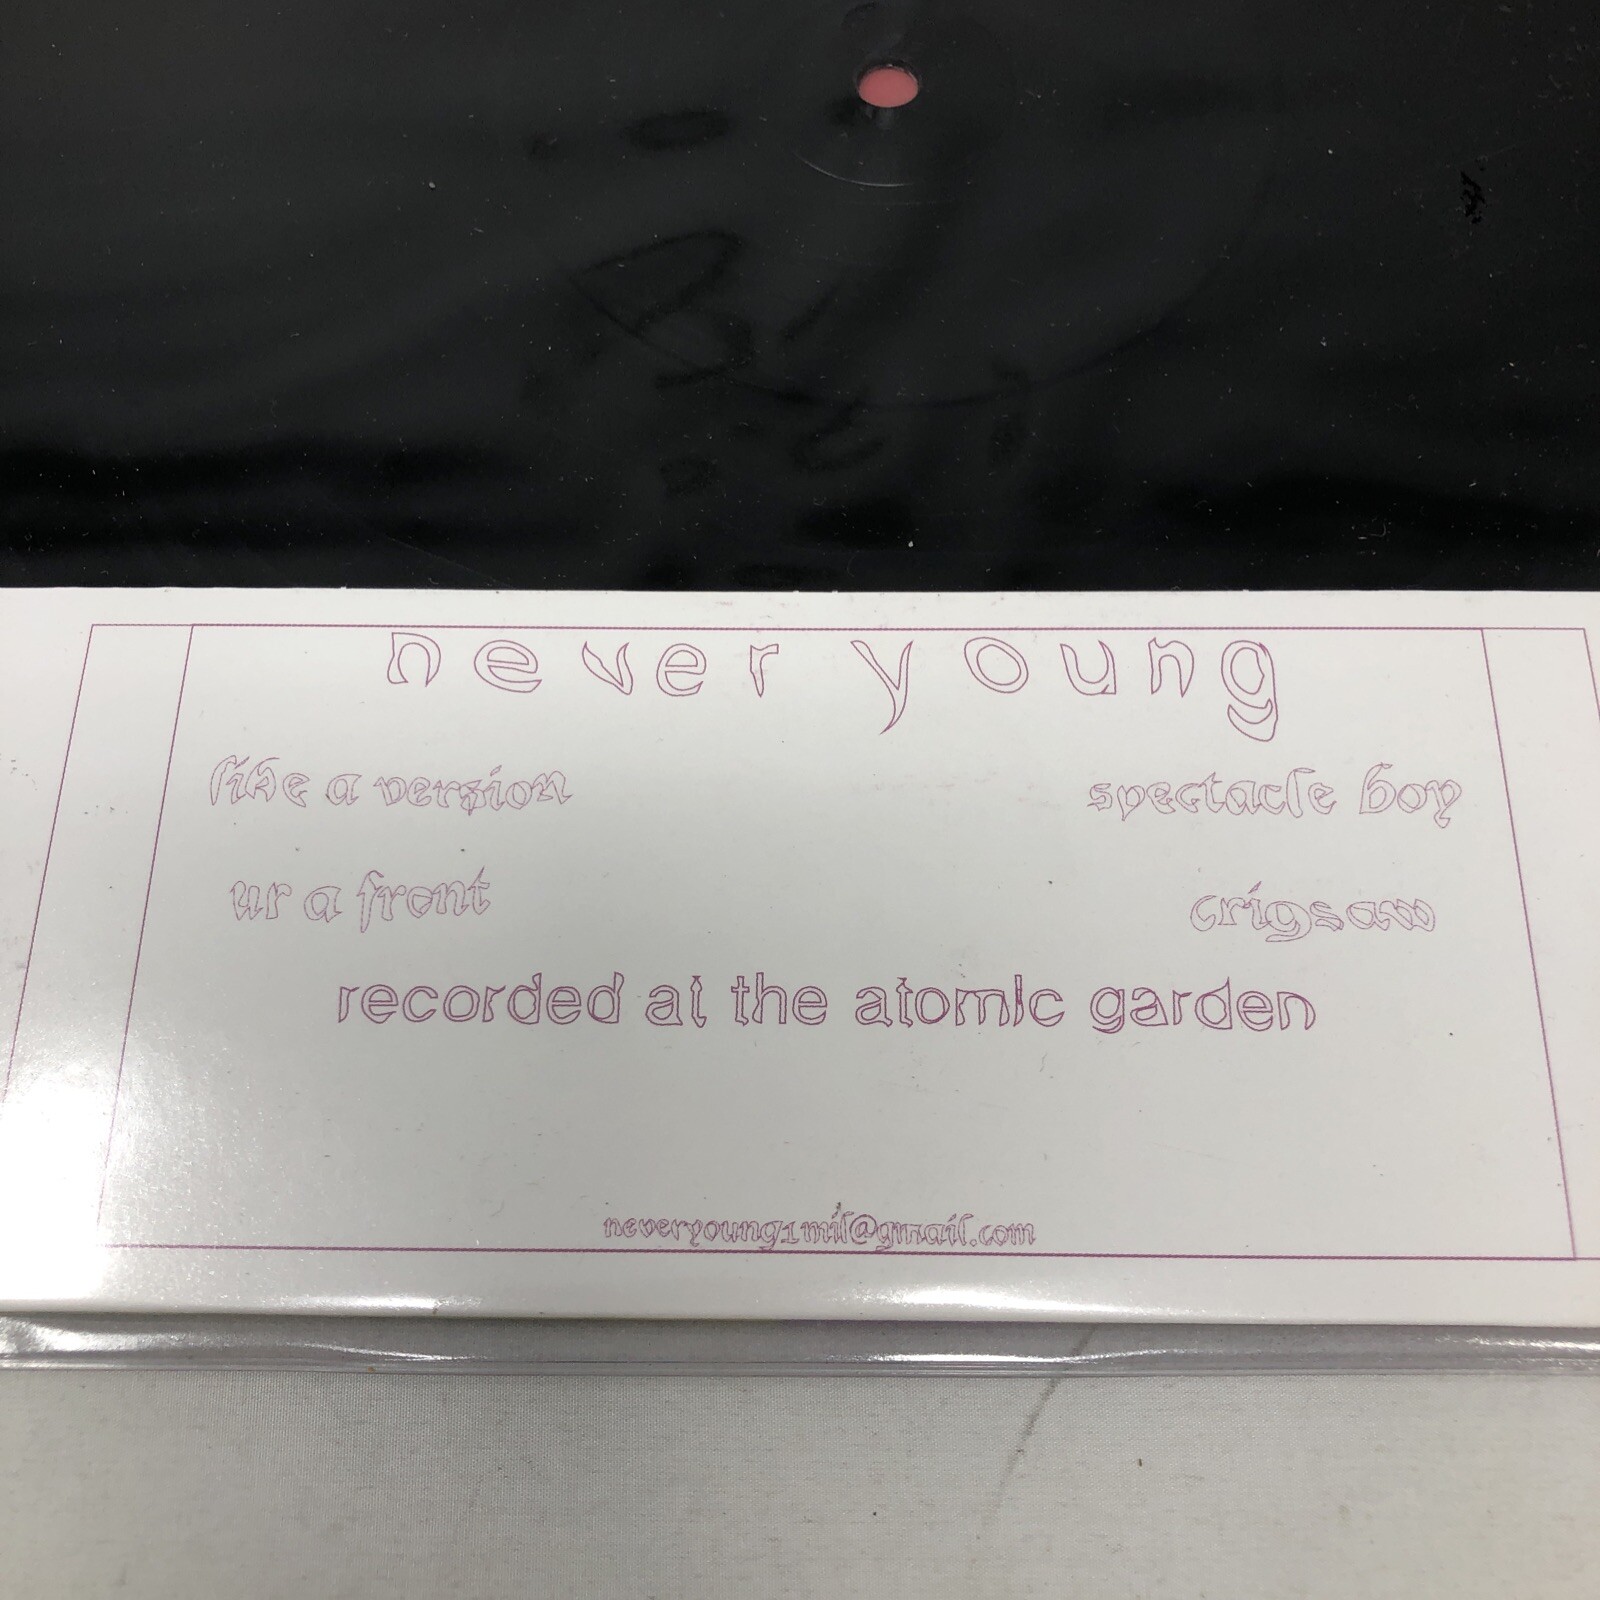 never young
like a version spectacle boy
ur a front crigsaw
recorded at the atomic garden
neveryoung1mil@gmail.com